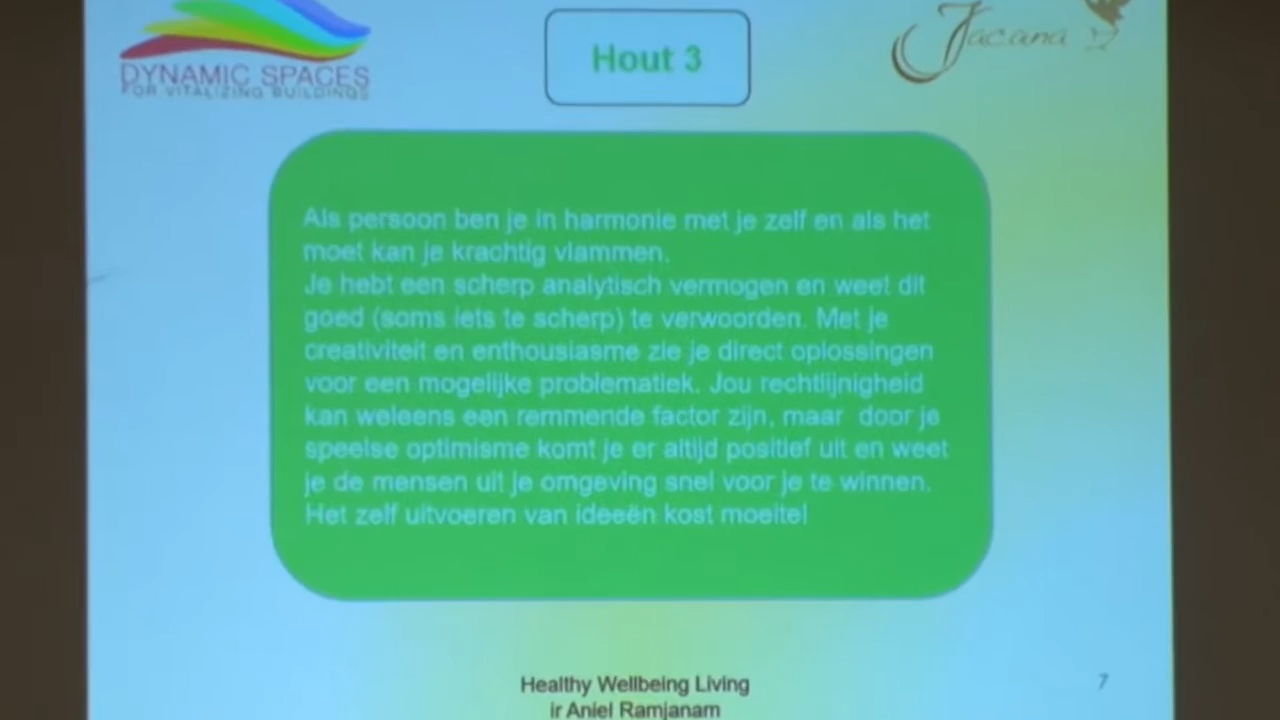 DYNAMIC SPACES
FOR VITALIZING BUILDINGS
Hout 3
Jacana
Als persoon ben je in harmonie met je zelf en als het
moet kan je krachtig vlammen.
Je hebt een scherp analytisch vermogen en weet dit
goed (soms iets te scherp) te verwoorden. Met je
creativiteit en enthousiasme zie je direct oplossingen
voor een mogelijke problematiek. Jou rechtlijnigheid
kan weleens een remmende factor zijn, maar door je
speelse optimisme komt je er altijd positief uit en weet
je de mensen uit je omgeving snel voor je te winnen.
Het zelf uitvoeren van ideeën kost moeite!
Healthy Wellbeing Living
ir Aniel Ramjanam
7